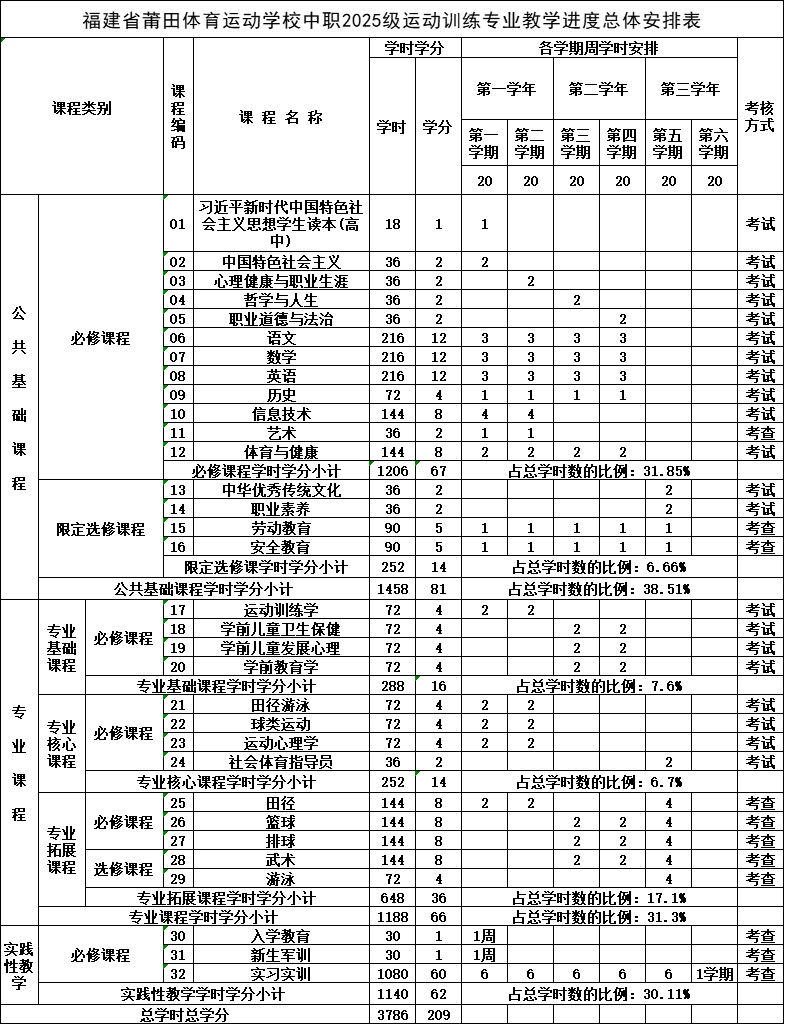 福建省莆田体育运动学校中职2025级运动训练专业教学进度总体安排表
课程类别 课程编码 课 程 名 称 学时学分 各学期周学时安排 考核方式
学时 学分 第一学年 第二学年 第三学年
第一学期 第二学期 第三学期 第四学期 第五学期 第六学期
20 20 20 20 20 20
公共基础课程
必修课程
01 习近平新时代中国特色社会主义思想学生读本(高中) 18 1 1 考试
02 中国特色社会主义 36 2 2 考试
03 心理健康与职业生涯 36 2 2 考试
04 哲学与人生 36 2 2 考试
05 职业道德与法治 36 2 2 考试
06 语文 216 12 3 3 3 3 考试
07 数学 216 12 3 3 3 3 考试
08 英语 216 12 3 3 3 3 考试
09 历史 72 4 1 1 1 1 考试
10 信息技术 144 8 4 4 考试
11 艺术 36 2 1 1 考查
12 体育与健康 144 8 2 2 2 2 考试
必修课程学时学分小计 1206 67 占总学时数的比例：31.85%
限定选修课程
13 中华优秀传统文化 36 2 2 考试
14 职业素养 36 2 2 考试
15 劳动教育 90 5 1 1 1 1 1 考查
16 安全教育 90 5 1 1 1 1 1 考查
限定选修课学时学分小计 252 14 占总学时数的比例：6.66%
公共基础课程学时学分小计 1458 81 占总学时数的比例：38.51%
专业课程
专业基础课程
必修课程
17 运动训练学 72 4 2 2 考试
18 学前儿童卫生保健 72 4 2 2 考试
19 学前儿童发展心理 72 4 2 2 考试
20 学前教育学 72 4 2 2 考试
专业基础课程学时学分小计 288 16 占总学时数的比例：7.6%
专业核心课程
必修课程
21 田径游泳 72 4 2 2 考试
22 球类运动 72 4 2 2 考试
23 运动心理学 72 4 2 2 考试
24 社会体育指导员 36 2 2 考试
专业核心课程学时学分小计 252 14 占总学时数的比例：6.7%
专业拓展课程
必修课程
25 田径 144 8 2 2 4 考查
26 篮球 144 8 2 2 4 考查
27 排球 144 8 2 2 4 考查
选修课程
28 武术 144 8 2 2 4 考查
29 游泳 72 4 4 考查
专业拓展课程学时学分小计 648 36 占总学时数的比例：17.1%
专业课程学时学分小计 1188 66 占总学时数的比例：31.3%
实践性教学
必修课程
30 入学教育 30 1 1周 考查
31 新生军训 30 1 1周 考查
32 实习实训 1080 60 6 6 6 6 6 1学期 考查
实践性教学学时学分小计 1140 62 占总学时数的比例：30.11%
总学时总学分 3786 209